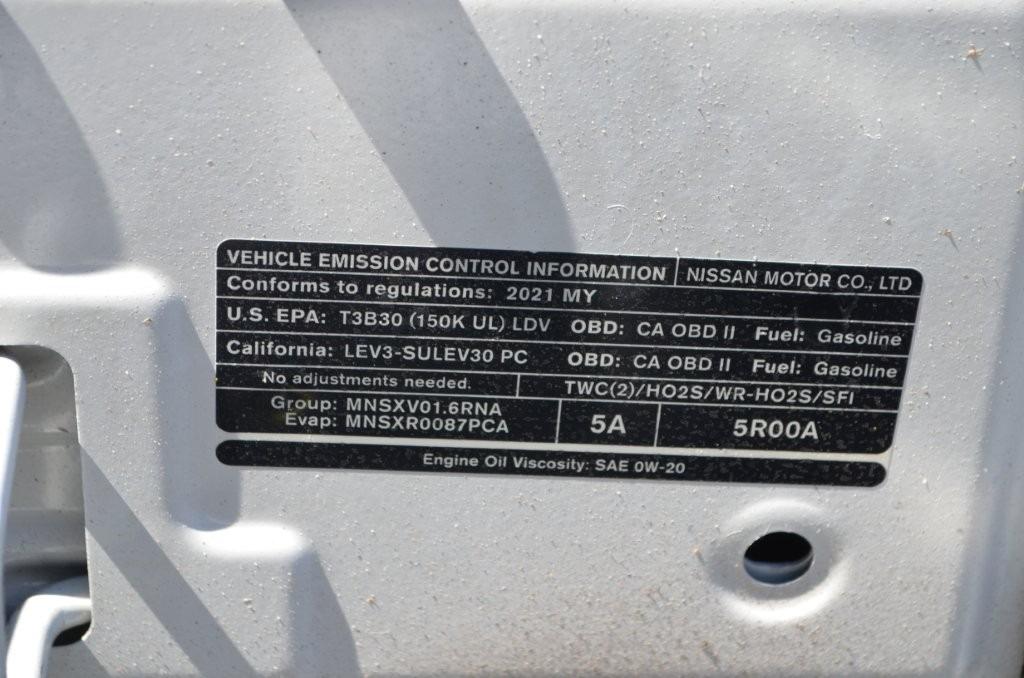 VEHICLE EMISSION CONTROL INFORMATION NISSAN MOTOR CO., LTD
Conforms to regulations: 2021 MY
U.S. EPA: T3B30 (150K UL) LDV OBD: CA OBD II Fuel: Gasoline
California: LEV3-SULEV30 PC OBD: CA OBD II Fuel: Gasoline
No adjustments needed. TWC(2)/HO2S/WR-HO2S/SFI
Group: MNSXV01.6RNA
Evap: MNSXR0087PCA
5A
5R00A
Engine Oil Viscosity: SAE 0W-20